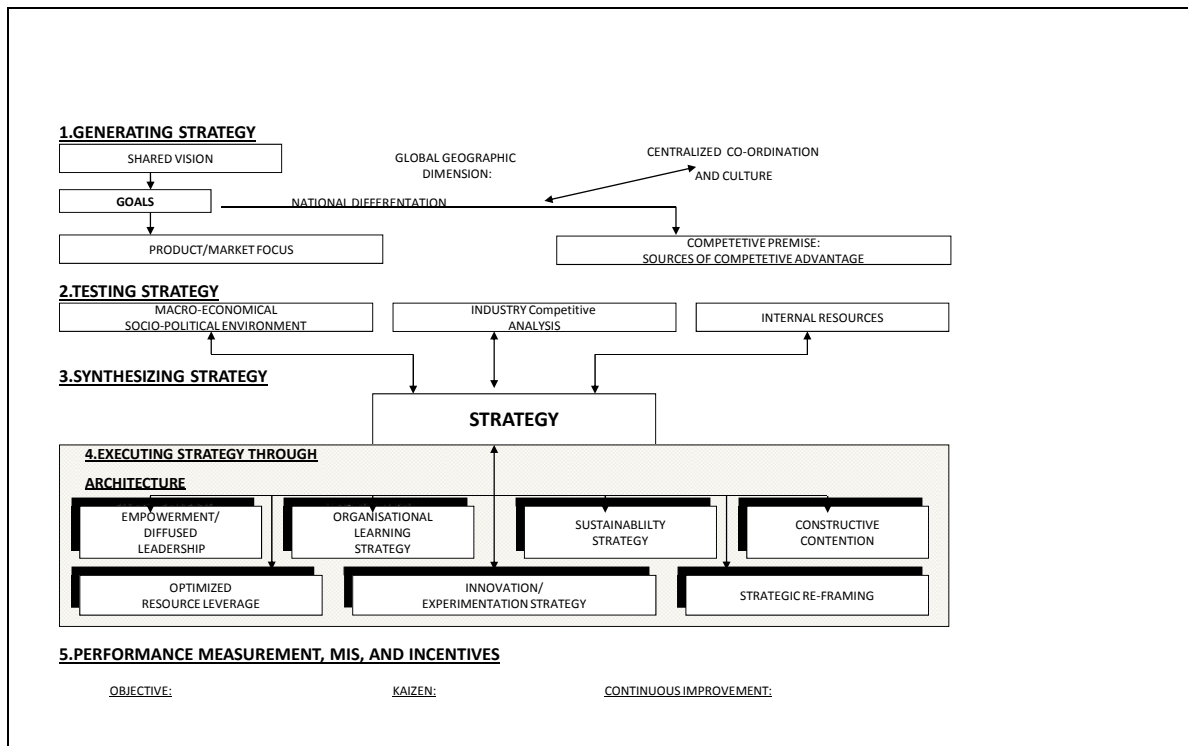 1.GENERATING STRATEGY
SHARED VISION
GLOBAL GEOGRAPHIC
DIMENSION:
CENTRALIZED CO-ORDINATION
AND CULTURE
GOALS
NATIONAL DIFFERENTATION
PRODUCT/MARKET FOCUS
COMPETETIVE PREMISE:
SOURCES OF COMPETETIVE ADVANTAGE
2.TESTING STRATEGY
MACRO-ECONOMICAL
SOCIO-POLITICAL ENVIRONMENT
INDUSTRY Competitive
ANALYSIS
INTERNAL RESOURCES
3.SYNTHESIZING STRATEGY
STRATEGY
4.EXECUTING STRATEGY THROUGH
ARCHITECTURE
EMPOWERMENT/
DIFFUSED
LEADERSHIP
ORGANISATIONAL
LEARNING
STRATEGY
SUSTAINABLILTY
STRATEGY
CONSTRUCTIVE
CONTENTION
OPTIMIZED
RESOURCE LEVERAGE
INNOVATION/
EXPERIMENTATION STRATEGY
STRATEGIC RE-FRAMING
5.PERFORMANCE MEASUREMENT, MIS, AND INCENTIVES
OBJECTIVE:
KAIZEN:
CONTINUOUS IMPROVEMENT: